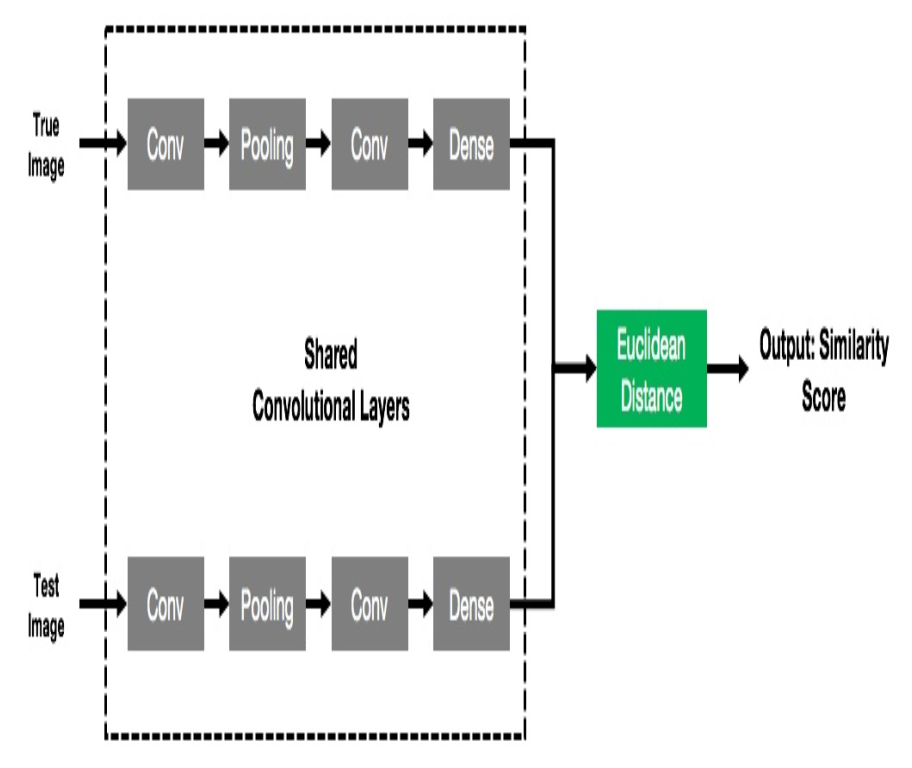 True
Image
Conv
Pooling
Conv
Dense
Shared
Convolutional Layers
Euclidean
Distance
Output: Similarity
Score
Test
Image
Conv
Pooling
Conv
Dense